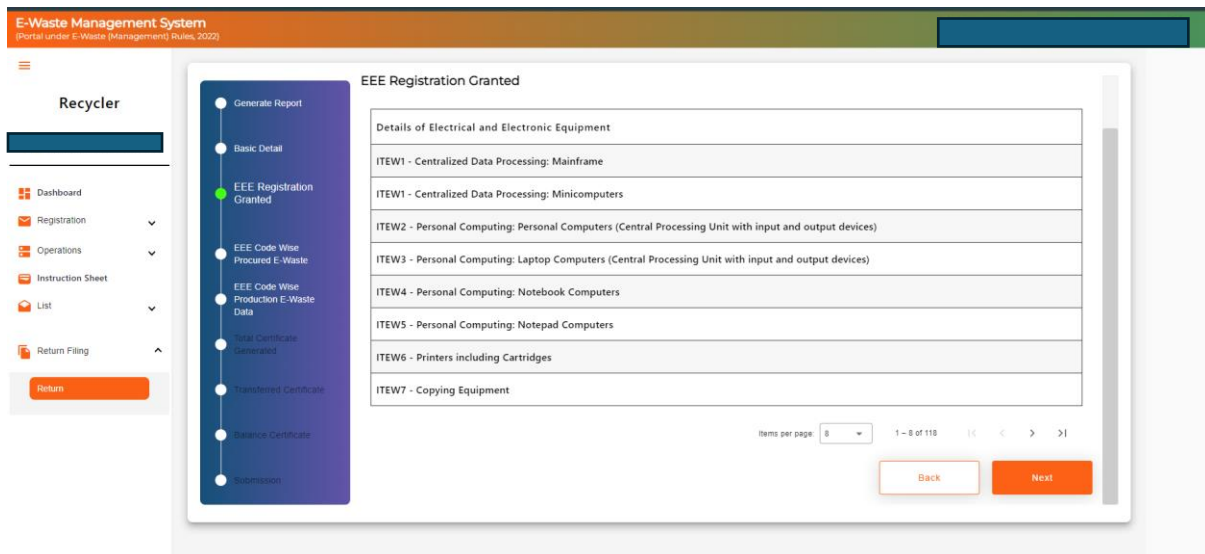 E-Waste Management System
(Portal under E-Waste (Management) Rules, 2022)
Recycler
Dashboard
Registration
Operations
Instruction Sheet
List
Return Filing
Return
Generate Report
Basic Detail
EEE Registration
Granted
EEE Code Wise
Procured E-Waste
EEE Code Wise
Production E-Waste
Data
Total Certificate
Generated
Transferred Certificate
Balance Certificate
Submission
EEE Registration Granted
Details of Electrical and Electronic Equipment
ITEW1 - Centralized Data Processing: Mainframe
ITEW1 - Centralized Data Processing: Minicomputers
ITEW2 - Personal Computing: Personal Computers (Central Processing Unit with input and output devices)
ITEW3 - Personal Computing: Laptop Computers (Central Processing Unit with input and output devices)
ITEW4 - Personal Computing: Notebook Computers
ITEW5 - Personal Computing: Notepad Computers
ITEW6 - Printers including Cartridges
ITEW7 - Copying Equipment
Items per page: 8 1 – 8 of 118
Back Next